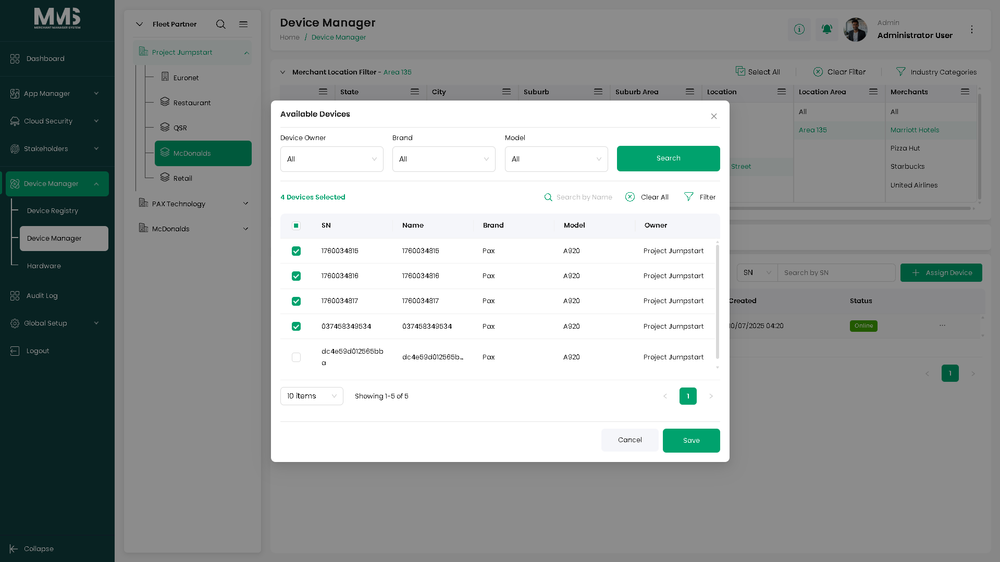 MMS
MERCHANT MANAGER SYSTEM
Dashboard
App Manager
Cloud Security
Stakeholders
Device Manager
Device Registry
Device Manager
Hardware
Audit Log
Global Setup
Logout
Collapse
Fleet Partner
Project Jumpstart
Euronet
Restaurant
QSR
McDonalds
Retail
PAX Technology
McDonalds
Device Manager
Home / Device Manager
Admin
Administrator User
Merchant Location Filter - Area 135
Select All
Clear Filter
Industry Categories
State City Suburb Suburb Area Location Location Area Merchants
All All
Area 135 Marriott Hotels
Pizza Hut
Street Starbucks
United Airlines
Available Devices
Device Owner Brand Model
All All All Search
4 Devices Selected Search by Name Clear All Filter
SN Name Brand Model Owner
1760034815 1760034815 Pax A920 Project Jumpstart
1760034816 1760034816 Pax A920 Project Jumpstart
1760034817 1760034817 Pax A920 Project Jumpstart
037458349534 037458349534 Pax A920 Project Jumpstart
dc4e59d012565bb
a
dc4e59d012565b... Pax A920 Project Jumpstart
10 items Showing 1-5 of 5 1
Cancel Save
SN Search by SN Assign Device
Created Status
10/07/2025 04:20 Online
1